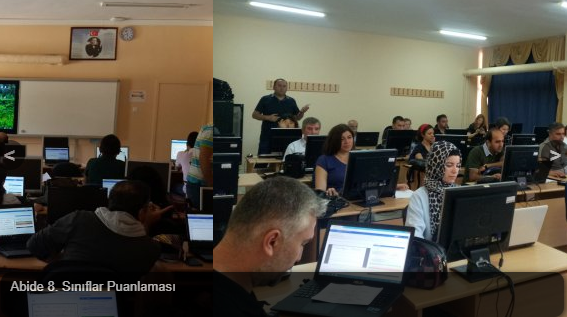 Abide 8. Sınıflar Puanlaması